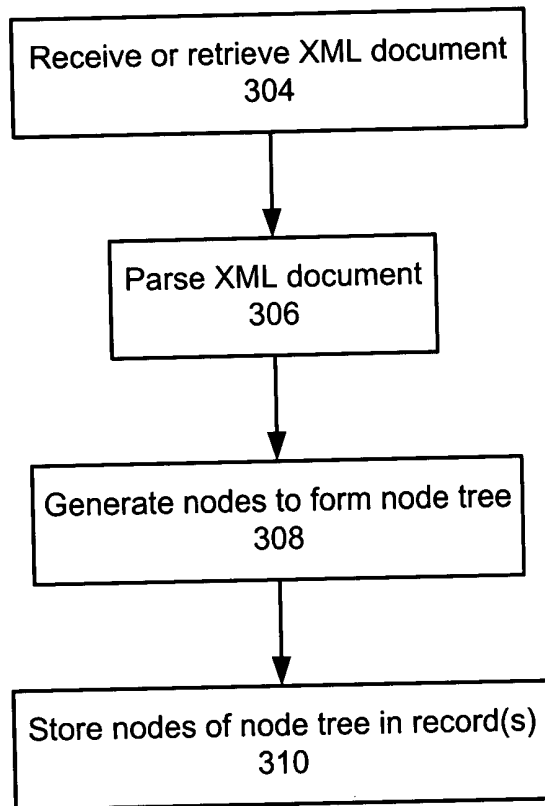 Receive or retrieve XML document
304
Parse XML document
306
Generate nodes to form node tree
308
Store nodes of node tree in record(s)
310